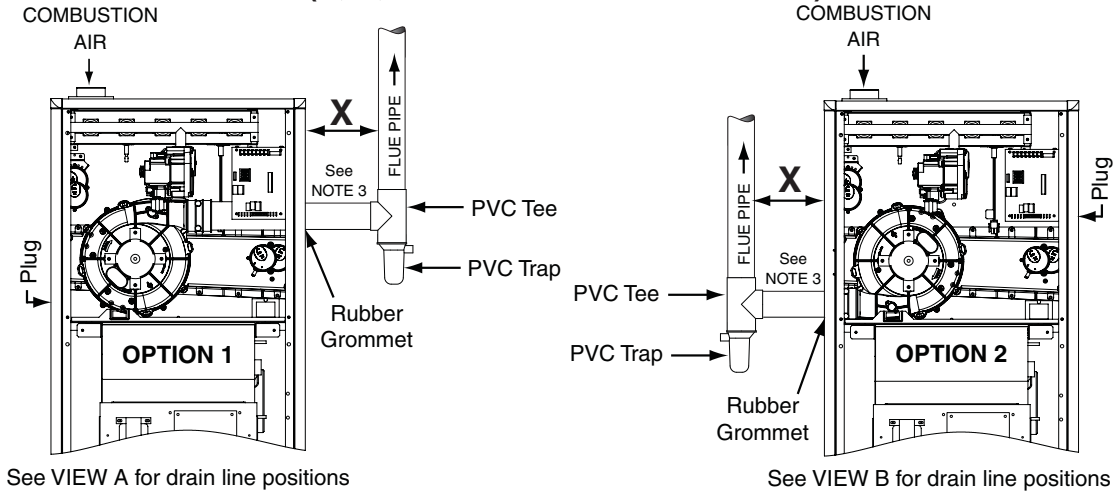 COMBUSTION
AIR
X
FLUE PIPE
See
NOTE 3
PVC Tee
PVC Trap
Plug
Rubber
Grommet
OPTION 1
See VIEW A for drain line positions
COMBUSTION
AIR
X
FLUE PIPE
See
NOTE 3
Plug
PVC Tee
PVC Trap
Rubber
Grommet
OPTION 2
See VIEW B for drain line positions